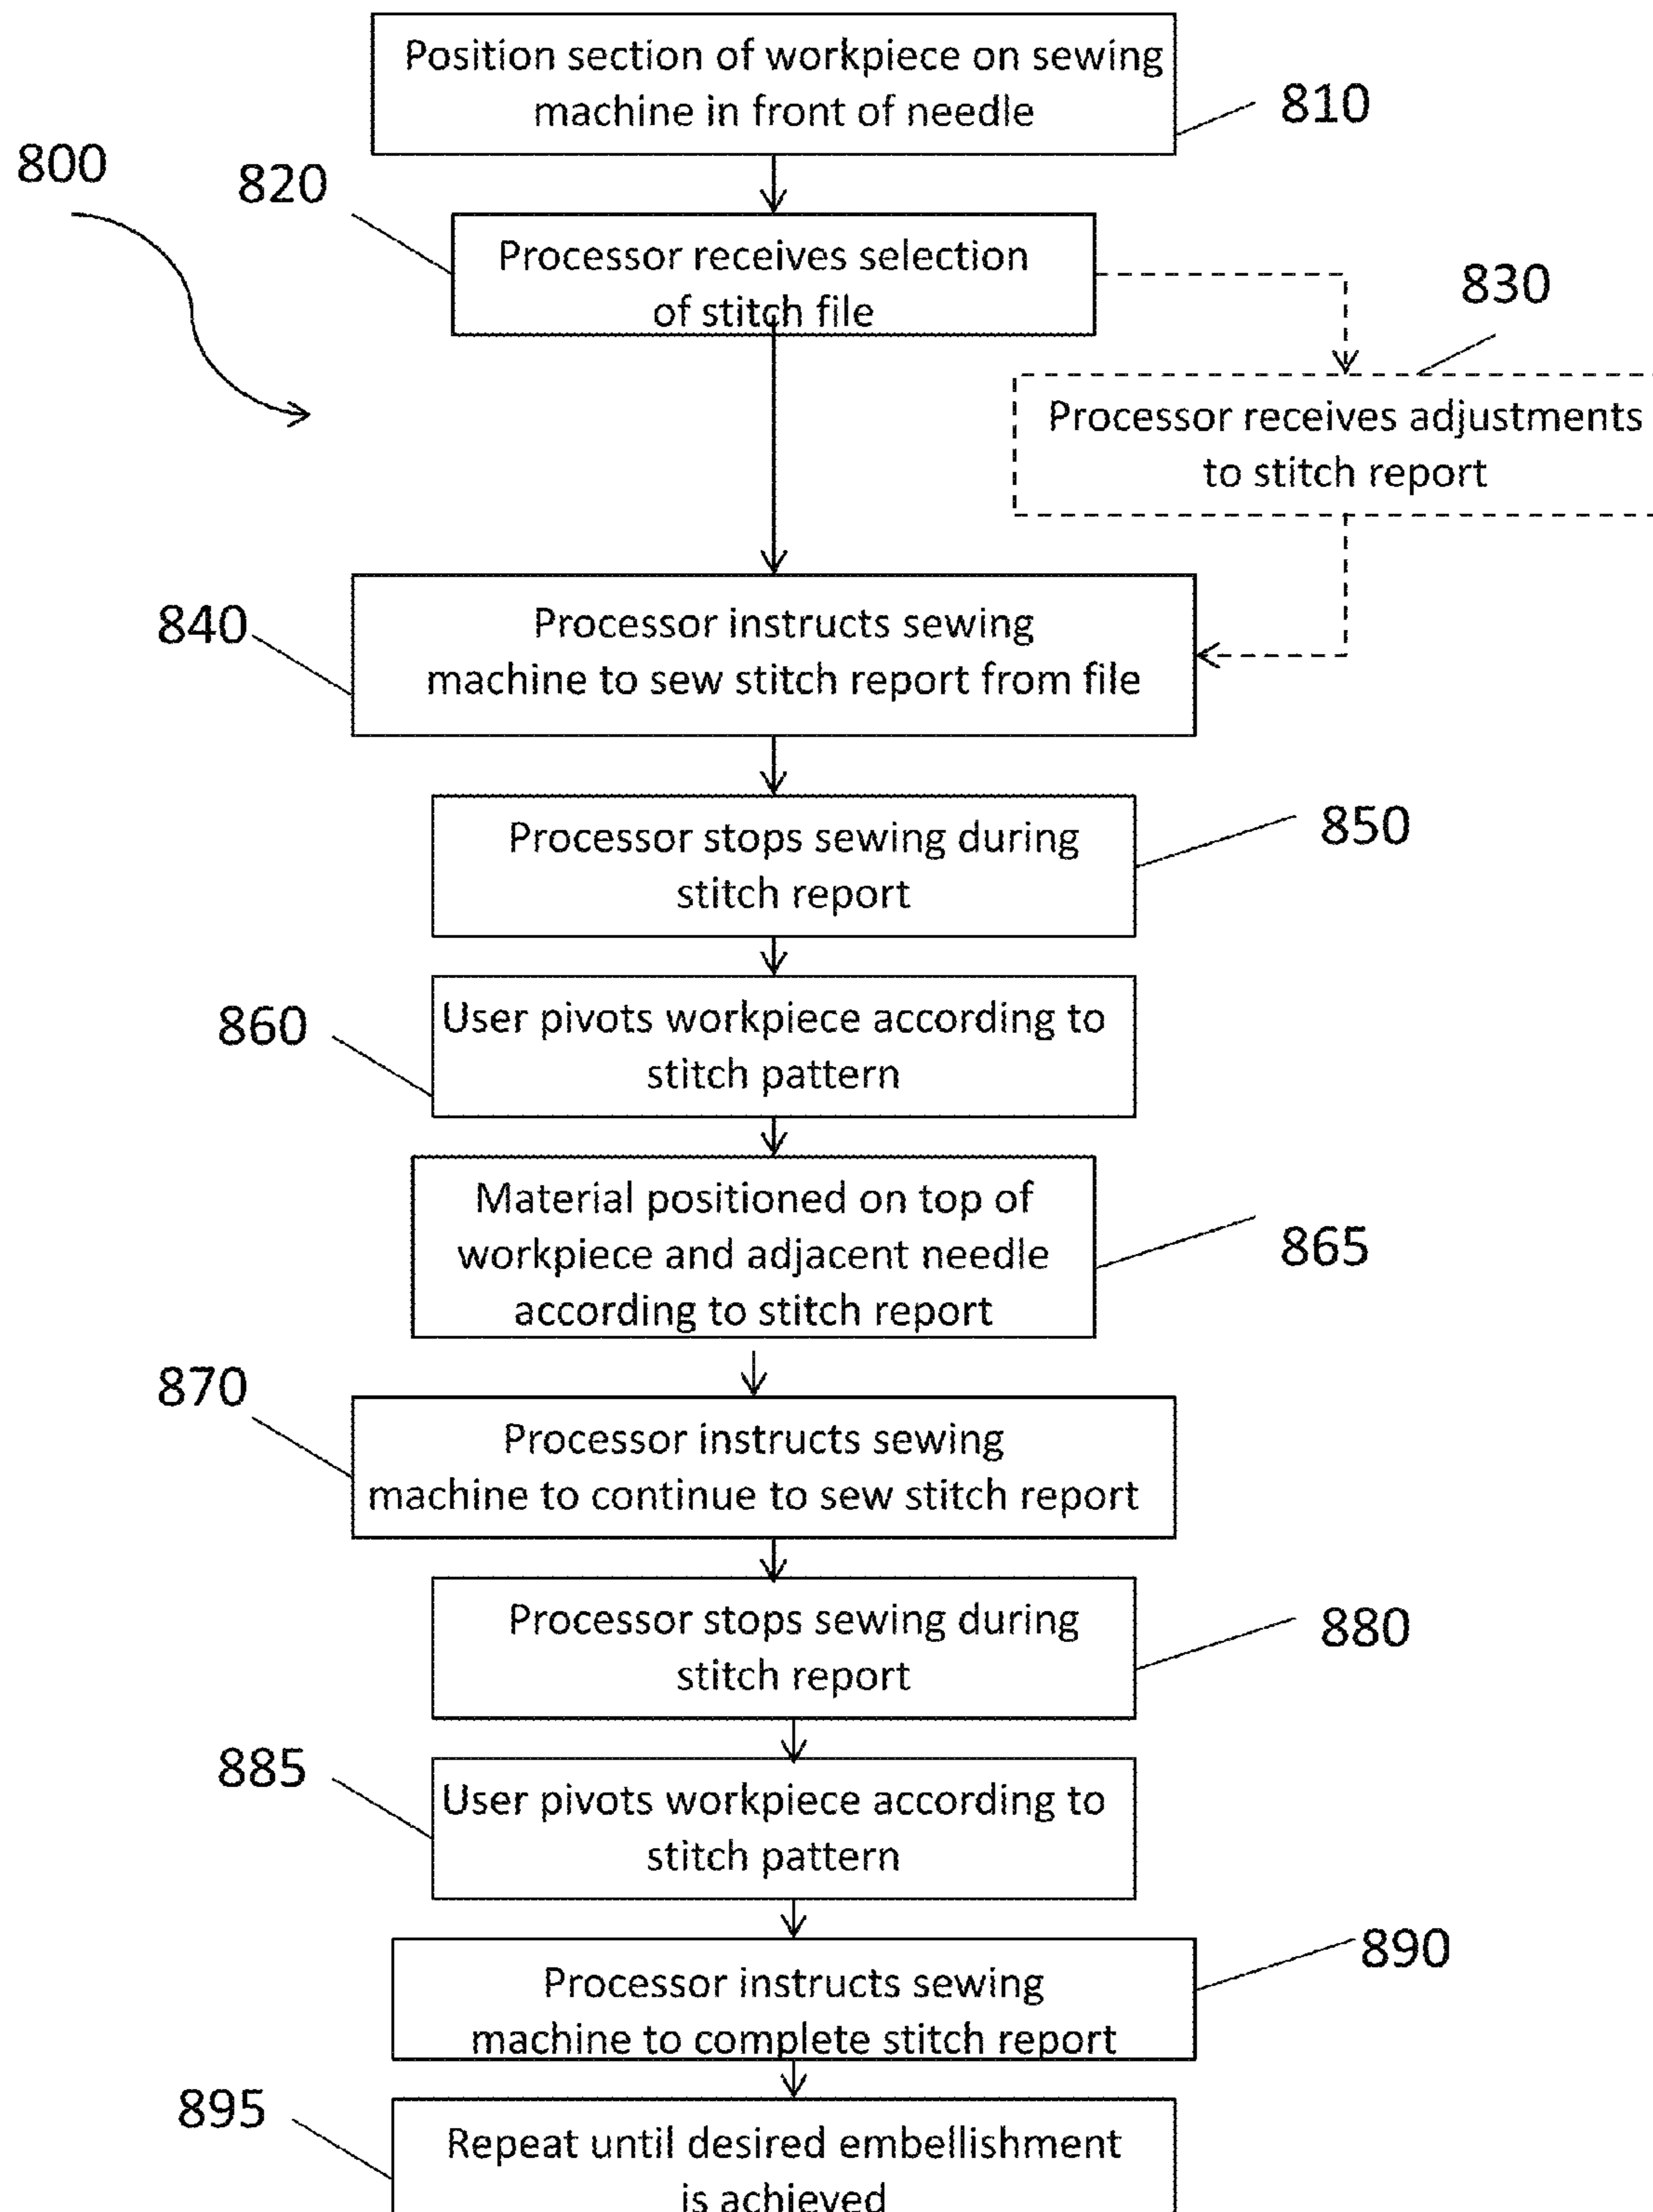 Position section of workpiece on sewing
machine in front of needle
810
800
820
Processor receives selection
of stitch file
830
Processor receives adjustments
to stitch report
840
Processor instructs sewing
machine to sew stitch report from file
850
Processor stops sewing during
stitch report
860
User pivots workpiece according to
stitch pattern
Material positioned on top of
workpiece and adjacent needle
according to stitch report
865
870
Processor instructs sewing
machine to continue to sew stitch report
Processor stops sewing during
stitch report
880
885
User pivots workpiece according to
stitch pattern
890
Processor instructs sewing
machine to complete stitch report
895
Repeat until desired embellishment
is achieved